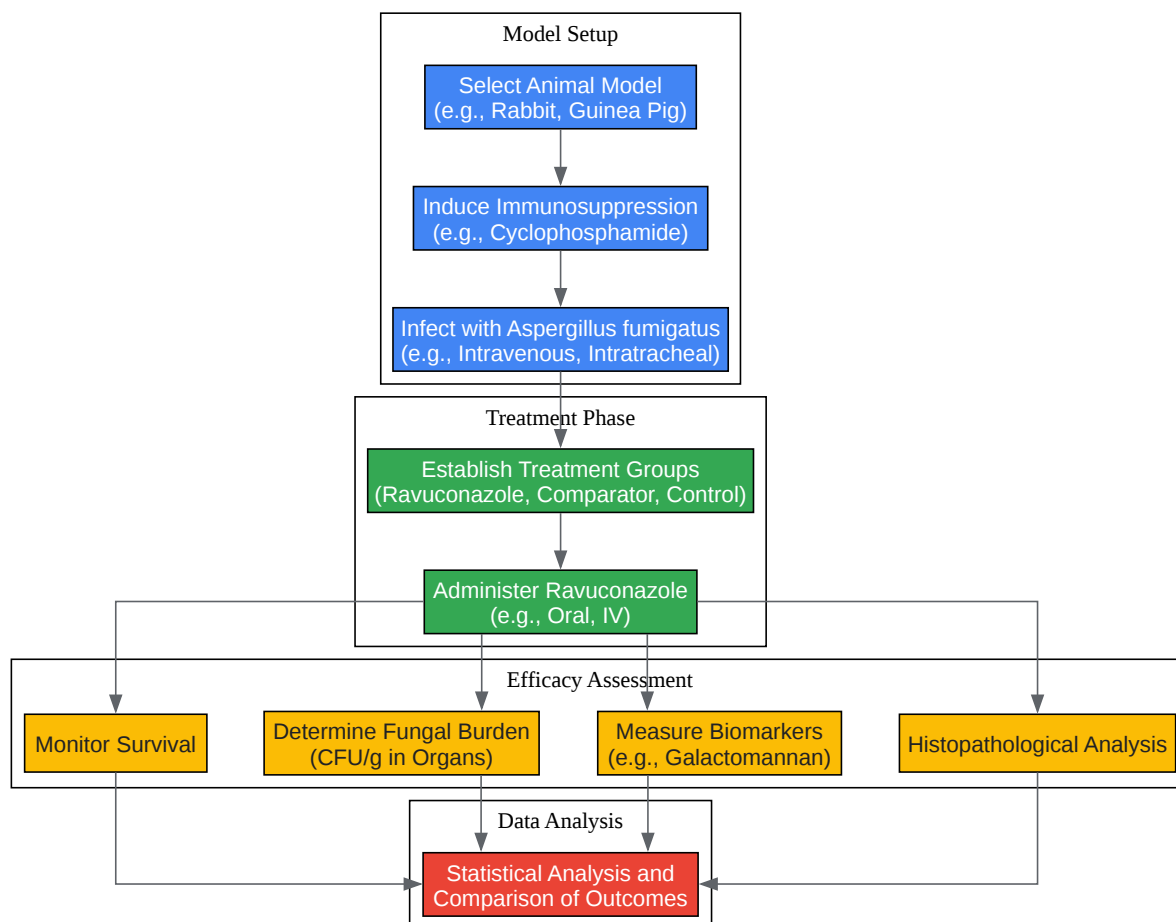 Model Setup
Select Animal Model
(e.g., Rabbit, Guinea Pig)
Induce Immunosuppression
(e.g., Cyclophosphamide)
Infect with Aspergillus fumigatus
(e.g., Intravenous, Intratracheal)
Treatment Phase
Establish Treatment Groups
(Ravuconazole, Comparator, Control)
Administer Ravuconazole
(e.g., Oral, IV)
Efficacy Assessment
Monitor Survival
Determine Fungal Burden
(CFU/g in Organs)
Measure Biomarkers
(e.g., Galactomannan)
Histopathological Analysis
Data Analysis
Statistical Analysis and
Comparison of Outcomes